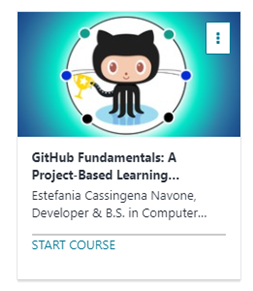 GitHub Fundamentals: A
Project-Based Learning...
Estefania Cassingena Navone,
Developer & B.S. in Computer...
START COURSE